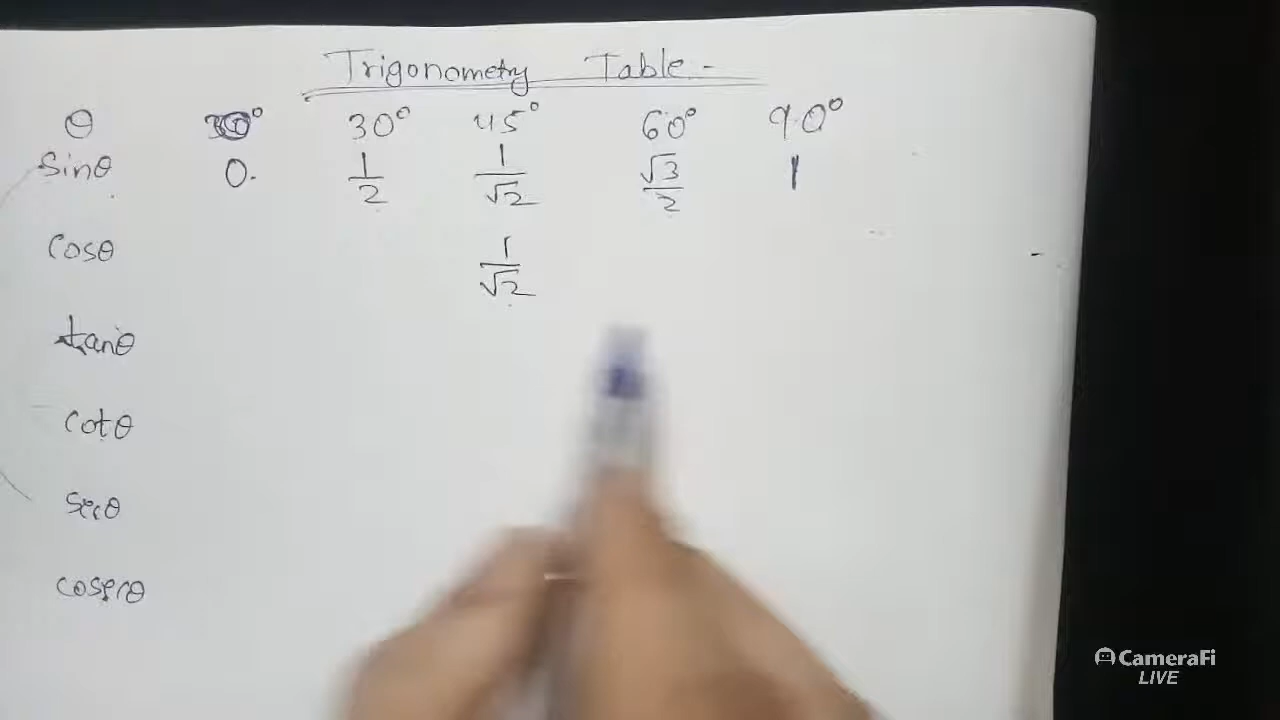 Trigonometry Table -
θ 0° 30° 45° 60° 90°
Sinθ 0. 1/2 1/√2 √3/2 1
Cosθ 1/√2
tanθ
Cotθ
Secθ
Cosecθ
CameraFi
LIVE